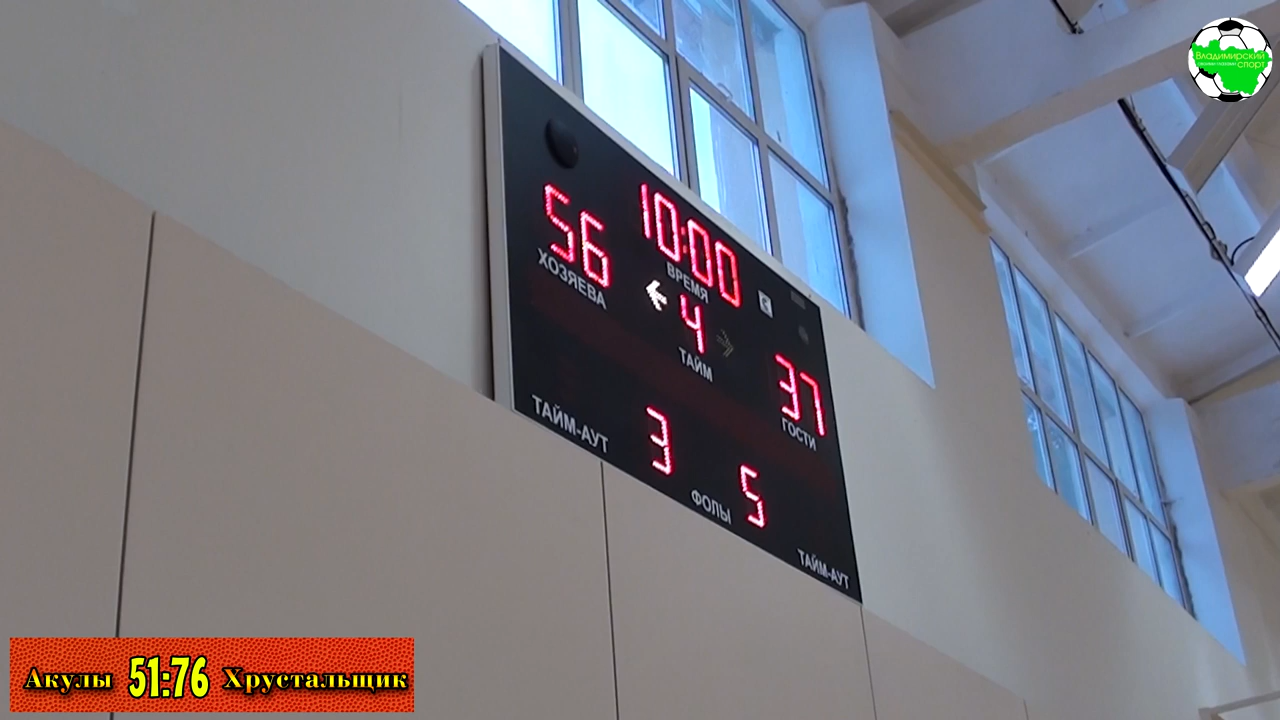 Владимирский
спорт
56
10:00
ХОЗЯЕВА
ВРЕМЯ
4
ТАЙМ
37
ГОСТИ
ТАЙМ-АУТ
3
ФОЛЫ
5
ТАЙМ-АУТ
Акулы 51:76 Хрустальщик